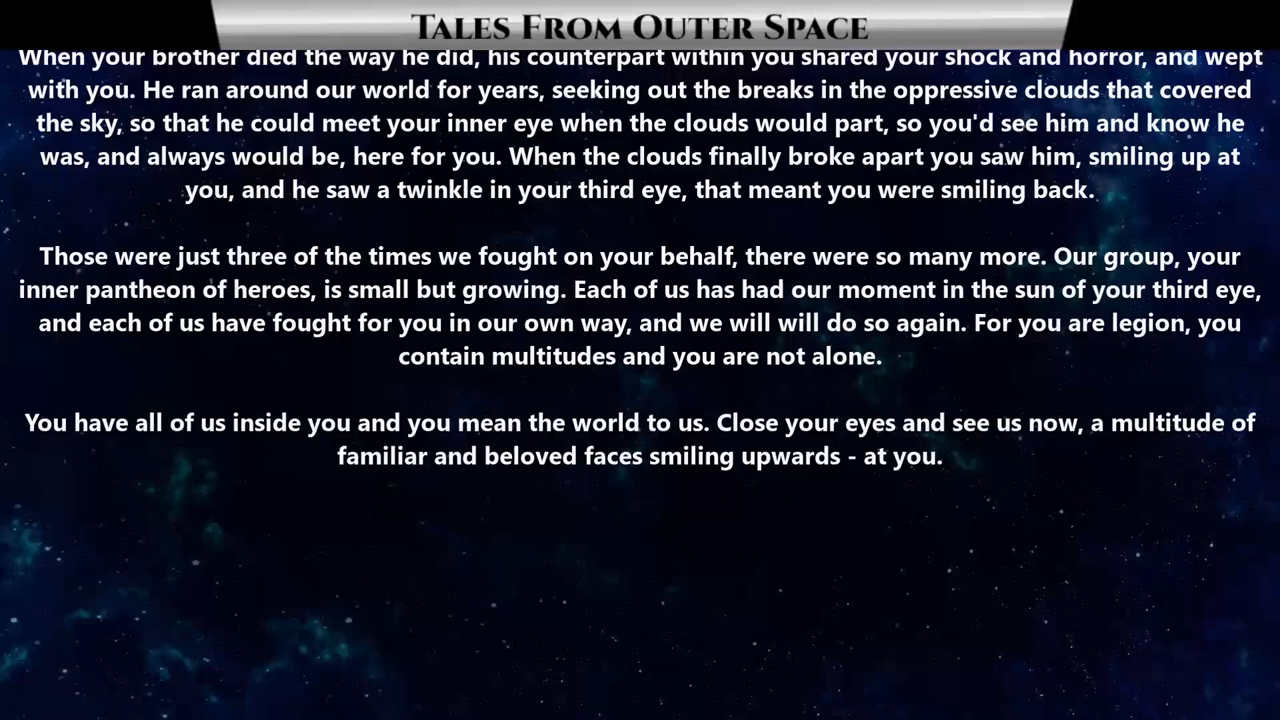 Tales From Outer Space
When your brother died the way he did, his counterpart within you shared your shock and horror, and wept
with you. He ran around our world for years, seeking out the breaks in the oppressive clouds that covered
the sky, so that he could meet your inner eye when the clouds would part, so you'd see him and know he
was, and always would be, here for you. When the clouds finally broke apart you saw him, smiling up at
you, and he saw a twinkle in your third eye, that meant you were smiling back.
Those were just three of the times we fought on your behalf, there were so many more. Our group, your
inner pantheon of heroes, is small but growing. Each of us has had our moment in the sun of your third eye,
and each of us have fought for you in our own way, and we will will do so again. For you are legion, you
contain multitudes and you are not alone.
You have all of us inside you and you mean the world to us. Close your eyes and see us now, a multitude of
familiar and beloved faces smiling upwards - at you.